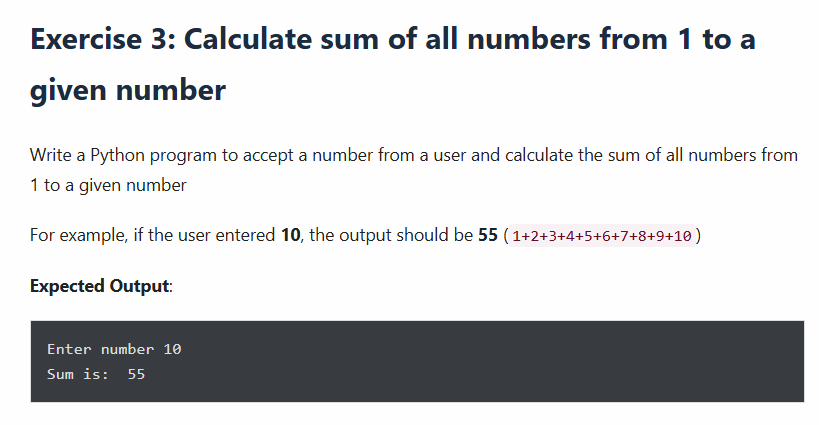 Exercise 3: Calculate sum of all numbers from 1 to a
given number
Write a Python program to accept a number from a user and calculate the sum of all numbers from
1 to a given number
For example, if the user entered 10, the output should be 55 (1+2+3+4+5+6+7+8+9+10)
Expected Output:
Enter number 10
Sum is:  55